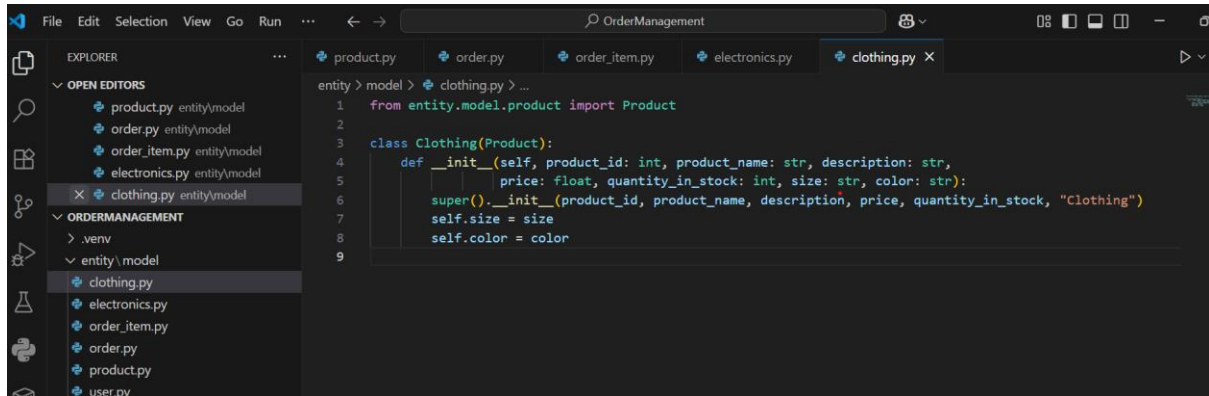 File Edit Selection View Go Run ··· ← → OrderManagement
EXPLORER ···
OPEN EDITORS
product.py entity\model
order.py entity\model
order_item.py entity\model
electronics.py entity\model
clothing.py entity\model
ORDERMANAGEMENT
.venv
entity\model
clothing.py
electronics.py
order_item.py
order.py
product.py
user.py
product.py order.py order_item.py electronics.py clothing.py
entity > model > clothing.py > ...
1 from entity.model.product import Product
2
3 class Clothing(Product):
4 def __init__(self, product_id: int, product_name: str, description: str,
5 price: float, quantity_in_stock: int, size: str, color: str):
6 super().__init__(product_id, product_name, description, price, quantity_in_stock, "Clothing")
7 self.size = size
8 self.color = color
9